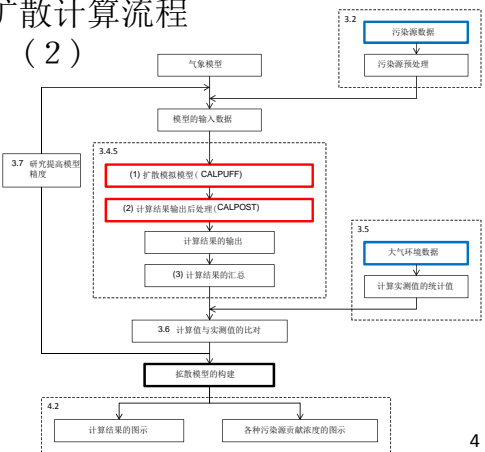 扩散计算流程
（2）
3.2
污染源数据
污染源预处理
气象模型
模型的输入数据
3.7 研究提高模型
精度
3.4.5
(1) 扩散模拟模型( CALPUFF)
(2) 计算结果输出后处理(CALPOST)
计算结果的输出
(3) 计算结果的汇总
3.5
大气环境数据
计算实测值的统计值
3.6 计算值与实测值的比对
拡散模型的构建
4.2
计算结果的图示
各种污染源贡献浓度的图示
4